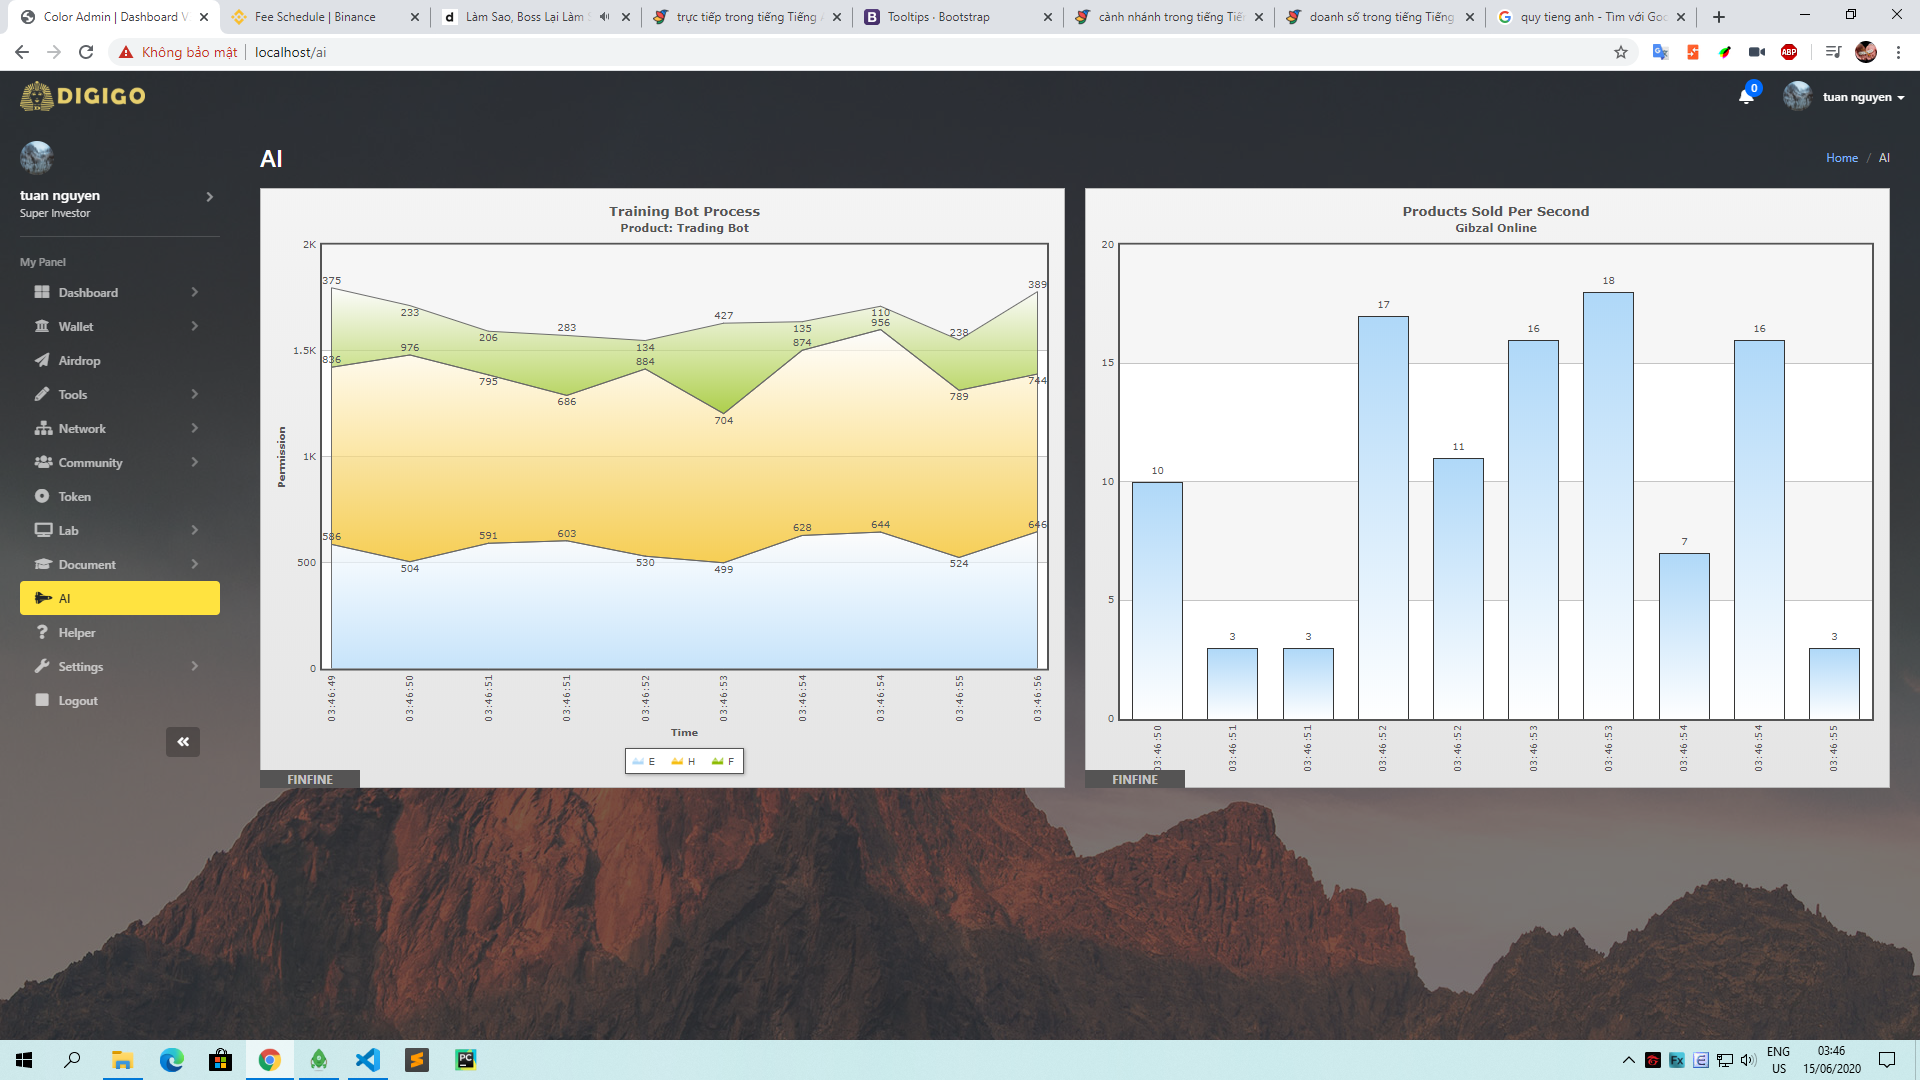 Color Admin | Dashboard V
Fee Schedule | Binance
Làm Sao, Boss Lại Làm
trực tiếp trong tiếng Tiếng
Tooltips · Bootstrap
cành nhánh trong tiếng Tiế
doanh số trong tiếng Tiếng
quy tieng anh - Tìm với Goo
Không bảo mật
localhost/ai
ABP
DIGIGO
0
tuan nguyen
AI
Home / AI
tuan nguyen
Super Investor
My Panel
Dashboard
Wallet
Airdrop
Tools
Network
Community
Token
Lab
Document
AI
Helper
Settings
Logout
Training Bot Process
Product: Trading Bot
Permission
2K
1.5K
1K
500
0
375 233 206 283 134 427 135 110 238 389
836 976 795 686 884 704 874 956 789 744
586 504 591 603 530 499 628 644 524 646
03:46:49 03:46:50 03:46:51 03:46:51 03:46:52 03:46:53 03:46:54 03:46:54 03:46:55 03:46:56
Time
E H F
FINFINE
Products Sold Per Second
Gibzal Online
20
15
10
5
0
10 3 3 17 11 16 18 7 16 3
03:46:50 03:46:51 03:46:51 03:46:52 03:46:52 03:46:53 03:46:53 03:46:54 03:46:54 03:46:55
FINFINE
PC
Ex
ENG
US
03:46
15/06/2020